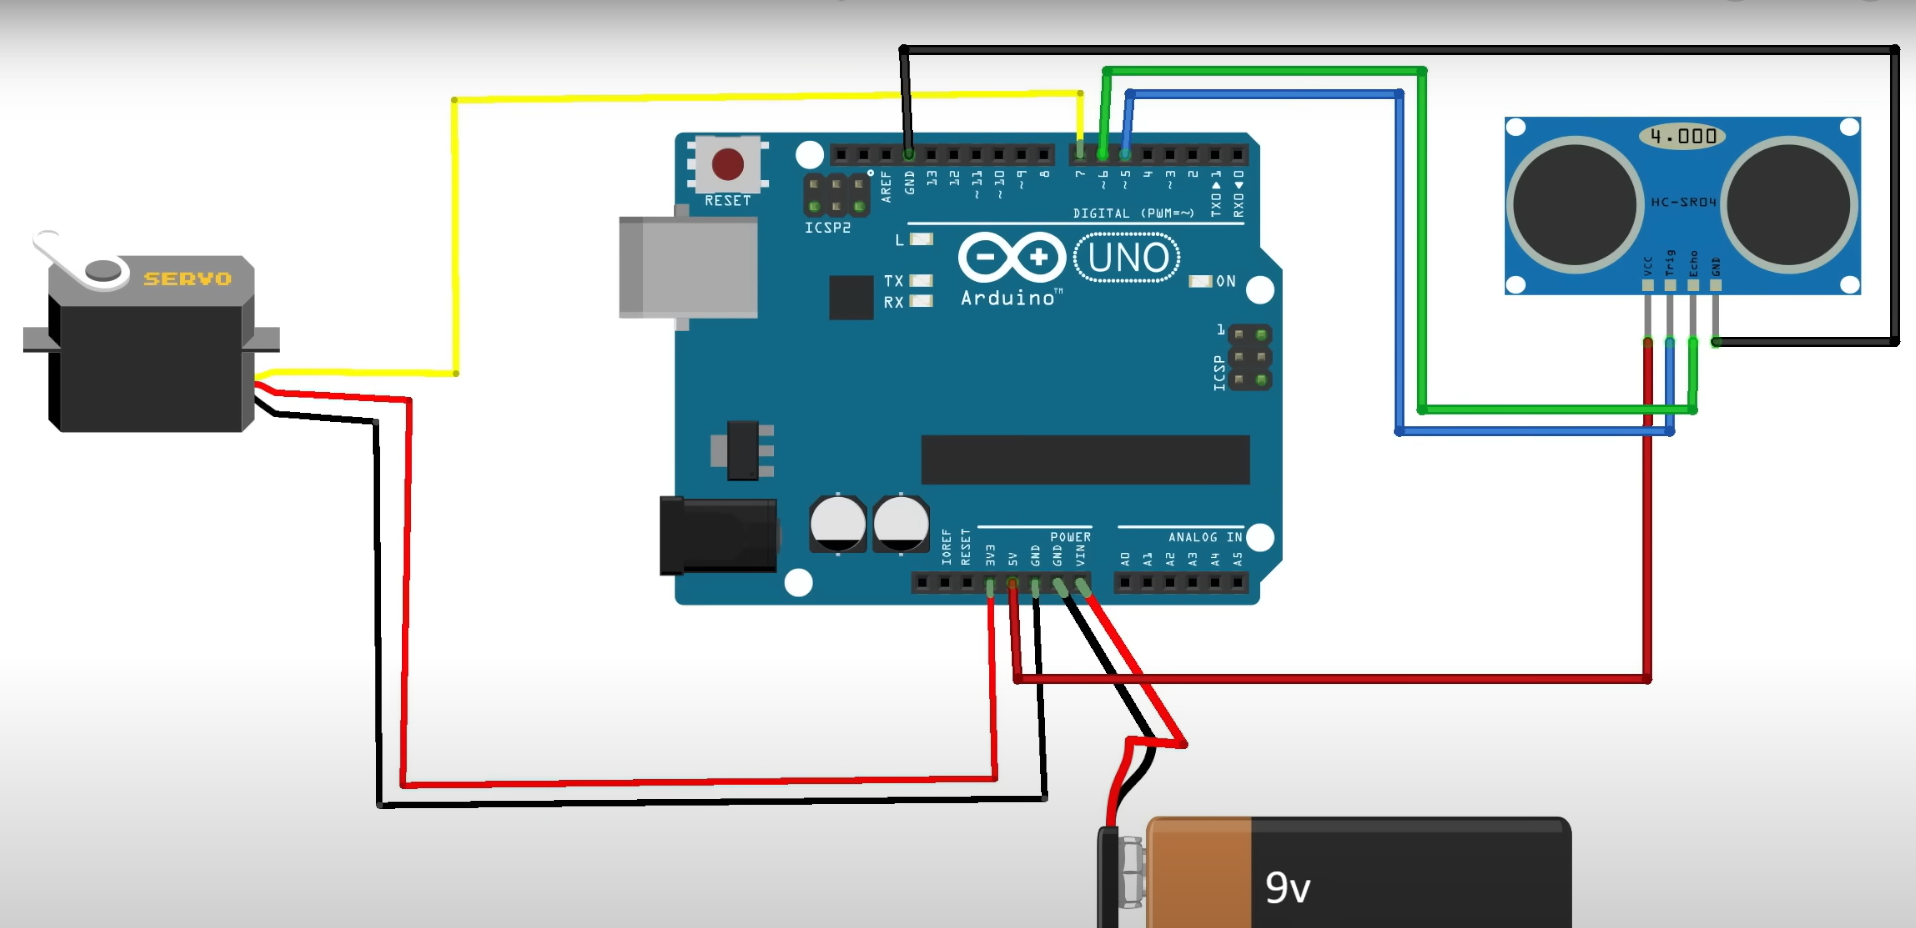 4.000
HC-SR04
VCC
Trig
Echo
GND
RESET
ICSP2
AREF
GND
13
12
~11
~10
~9
8
7
~6
~5
4
~3
2
TXO▶1
RXO◀0
DIGITAL (PWM=~)
L
TX
RX
UNO
ON
Arduino™
SERVO
1
ICSP
IOREF
RESET
3V3
5V
GND
GND
VIN
POWER
ANALOG IN
A0
A1
A2
A3
A4
A5
9v